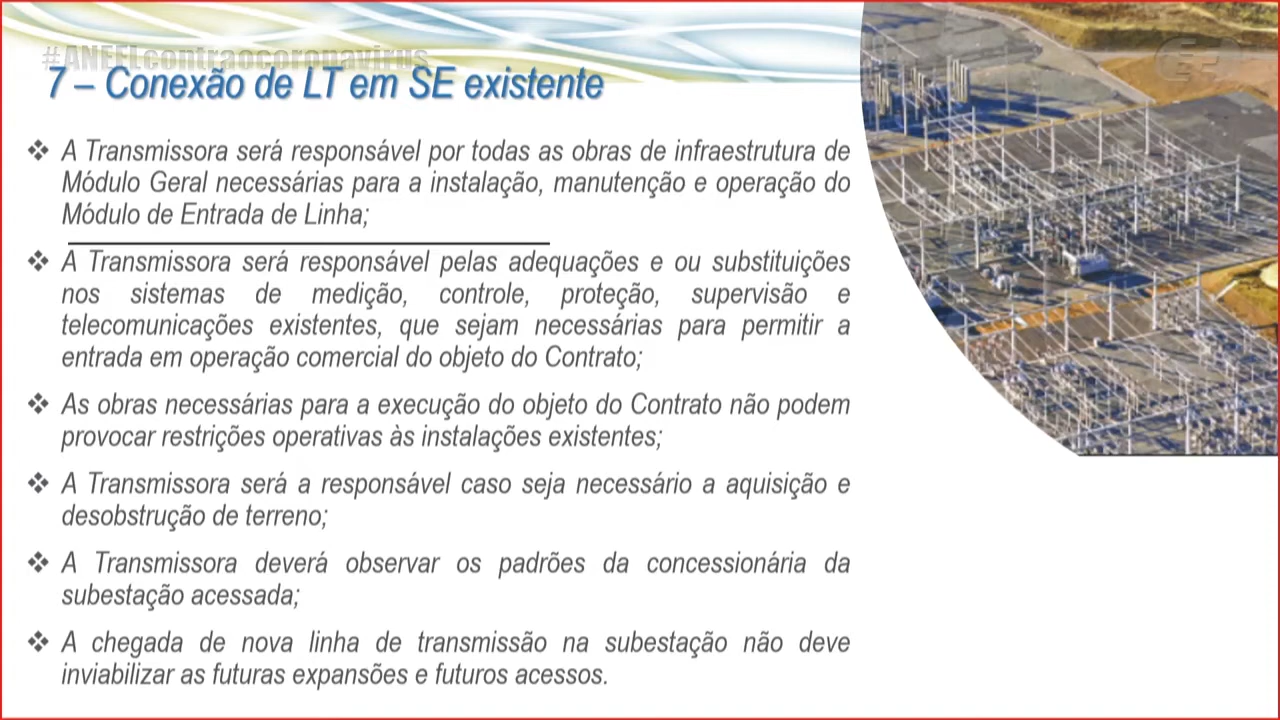 #ANEELcontraocoronavirus
7 – Conexão de LT em SE existente
❖ A Transmissora será responsável por todas as obras de infraestrutura de
Módulo Geral necessárias para a instalação, manutenção e operação do
Módulo de Entrada de Linha;
❖ A Transmissora será responsável pelas adequações e ou substituições
nos sistemas de medição, controle, proteção, supervisão e
telecomunicações existentes, que sejam necessárias para permitir a
entrada em operação comercial do objeto do Contrato;
❖ As obras necessárias para a execução do objeto do Contrato não podem
provocar restrições operativas às instalações existentes;
❖ A Transmissora será a responsável caso seja necessário a aquisição e
desobstrução de terreno;
❖ A Transmissora deverá observar os padrões da concessionária da
subestação acessada;
❖ A chegada de nova linha de transmissão na subestação não deve
inviabilizar as futuras expansões e futuros acessos.